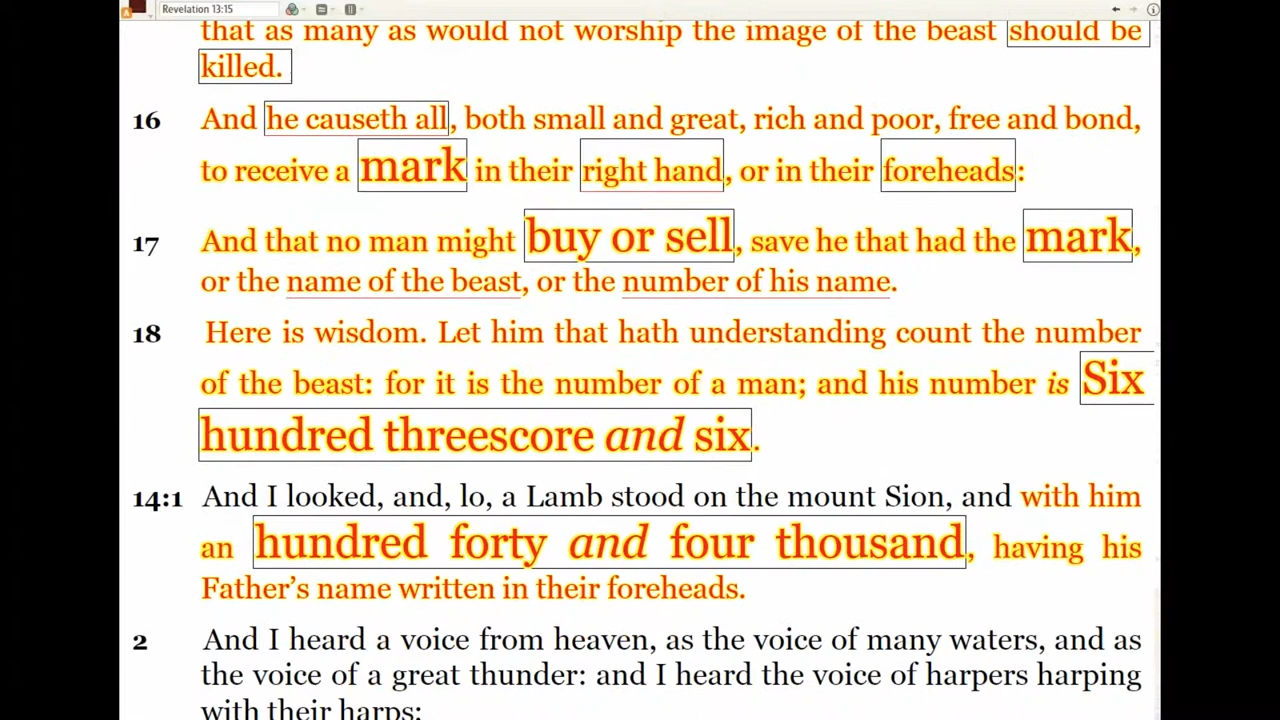 Revelation 13:15
that as many as would not worship the image of the beast should be
killed.
16 And he causeth all, both small and great, rich and poor, free and bond,
to receive a mark in their right hand, or in their foreheads:
17 And that no man might buy or sell, save he that had the mark,
or the name of the beast, or the number of his name.
18 Here is wisdom. Let him that hath understanding count the number
of the beast: for it is the number of a man; and his number is Six
hundred threescore and six.
14:1 And I looked, and, lo, a Lamb stood on the mount Sion, and with him
an hundred forty and four thousand, having his
Father’s name written in their foreheads.
2 And I heard a voice from heaven, as the voice of many waters, and as
the voice of a great thunder: and I heard the voice of harpers harping
with their harps: